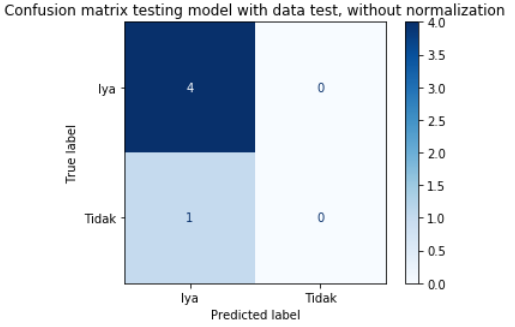 Confusion matrix testing model with data test, without normalization
4.0
3.5
3.0
2.5
2.0
1.5
1.0
0.5
0.0
True label
Iya
4 0
Tidak
1 0
Iya Tidak
Predicted label